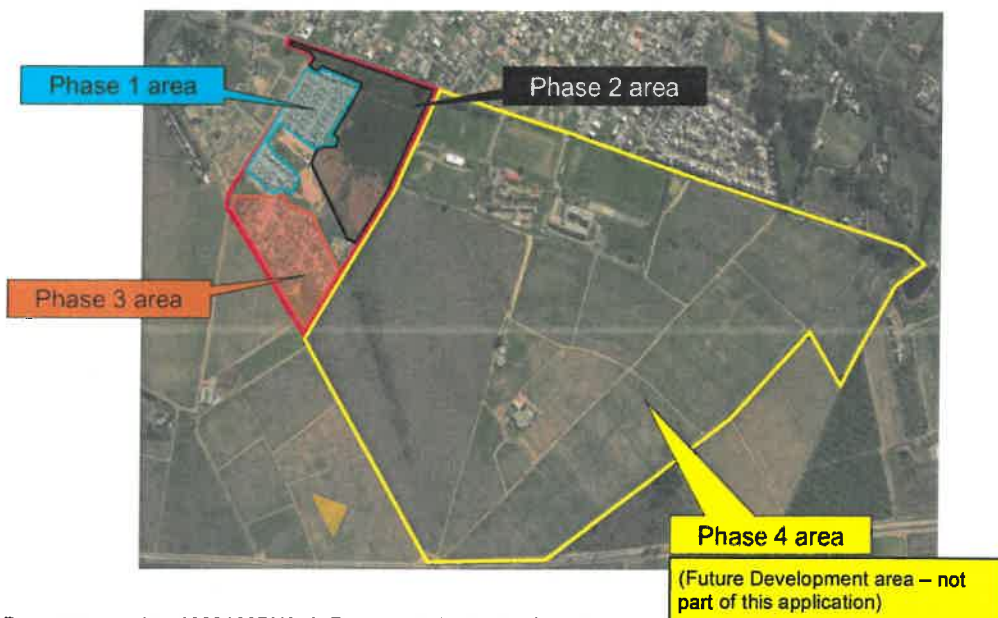 Phase 1 area
Phase 2 area
Phase 3 area
Phase 4 area
(Future Development area – not
part of this application)